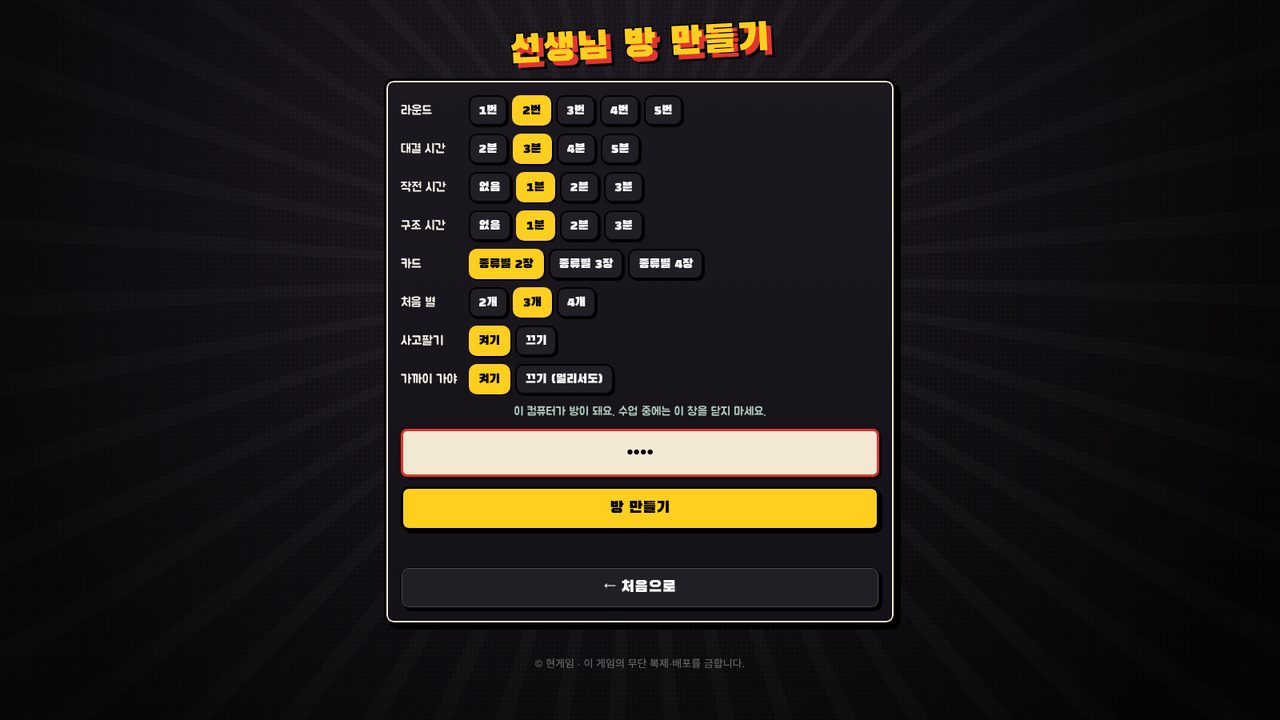 선생님 방 만들기
라운드 1번 2번 3번 4번 5번
대결 시간 2분 3분 4분 5분
작전 시간 없음 1분 2분 3분
구조 시간 없음 1분 2분 3분
카드 종류별 2장 종류별 3장 종류별 4장
처음 별 2개 3개 4개
사고팔기 켜기 끄기
가까이 가야 켜기 끄기 (멀리서도)
이 컴퓨터가 방이 돼요. 수업 중에는 이 창을 닫지 마세요.
••••
방 만들기
← 처음으로
© 현게임 · 이 게임의 무단 복제·배포를 금합니다.